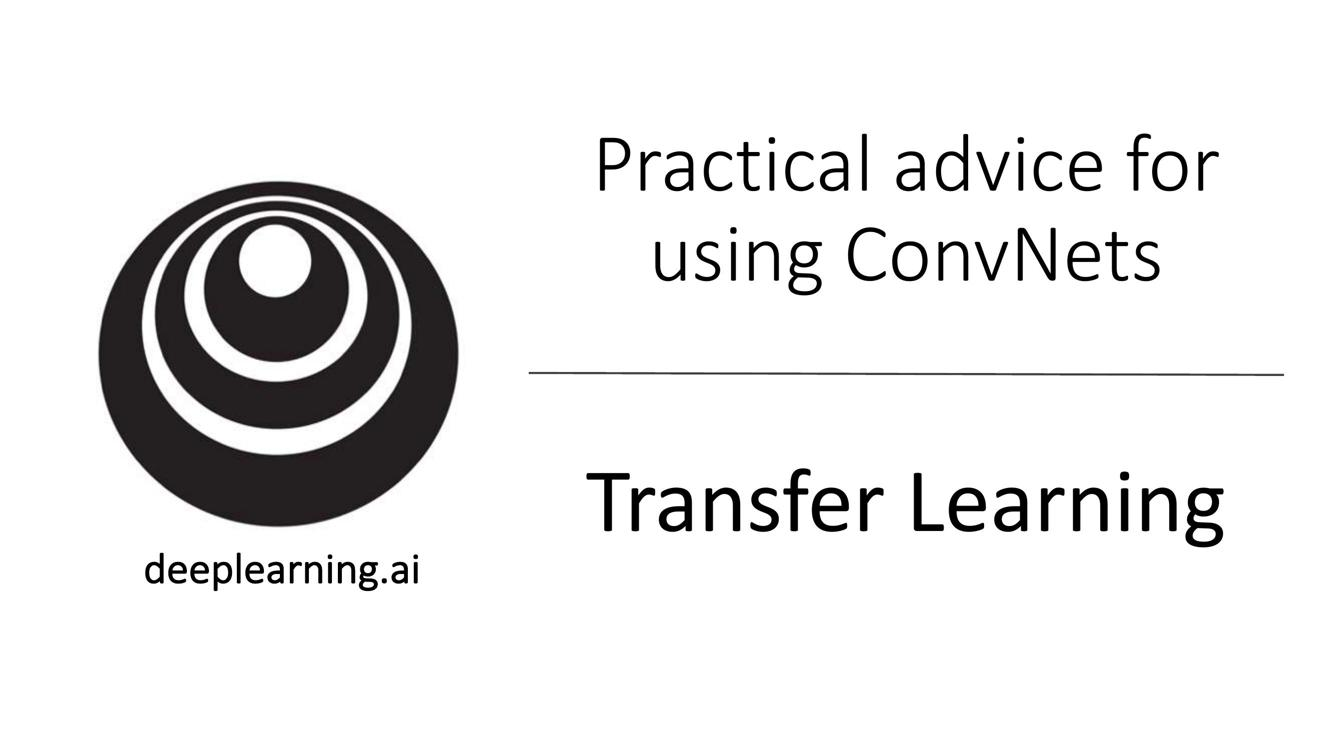 Practical advice for
using ConvNets
Transfer Learning
deeplearning.ai